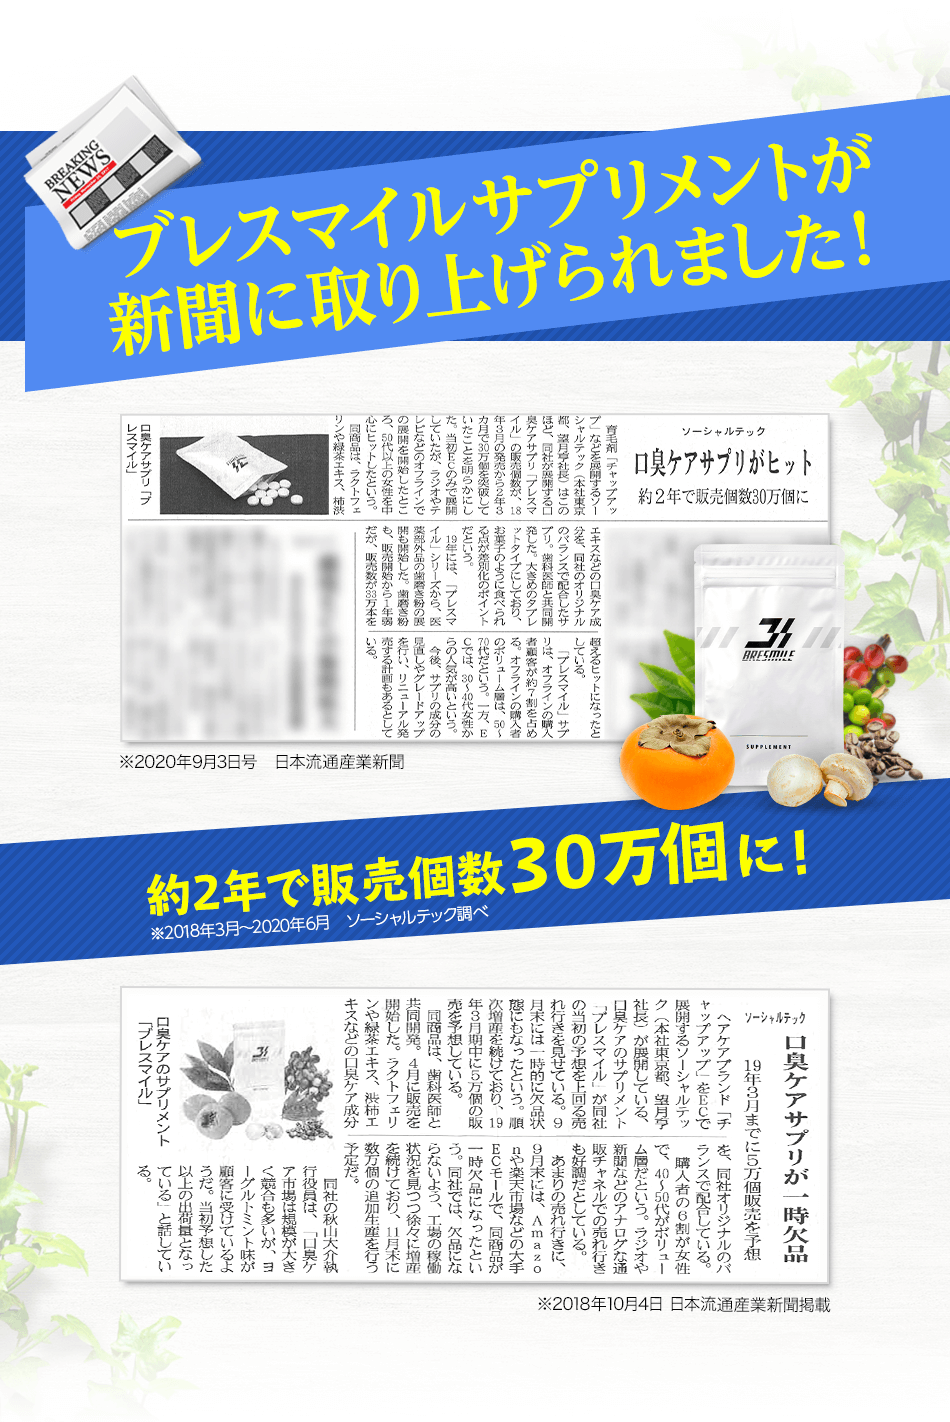 BREAKING
NEWS
ブレスマイルサプリメントが
新聞に取り上げられました!
ソーシャルテック
口臭ケアサプリがヒット
約2年で販売個数30万個に
育毛剤「チャップアッ
プ」などを展開するソー
シャルテック(本社東京
都、望月亨社長)はこの
ほど、同社が展開する口
臭ケアサプリ「ブレスマ
イル」の販売個数が、18
年3月の発売から2年3
カ月で30万個を突破して
いたことを明らかにし
た。当初ECのみで展開
していたが、ラジオやテ
レビなどのオフラインで
の展開を開始したとこ
ろ、50代以上の女性を中
心にヒットしたという。
同商品は、ラクトフェ
リンや緑茶エキス、柿渋
口臭ケアサプリ「ブ
レスマイル」
エキスなどの口臭ケア成
分を、同社のオリジナル
のバランスで配合したサ
プリ。歯科医師と共同開
発した。大きめのタブレ
ットタイプにしており、
お菓子のように食べられ
る点が差別化のポイント
だという。
19年には、「ブレスマ
イル」シリーズから、医
薬部外品の歯磨き粉の展
開も開始した。歯磨き粉
も、販売開始から1年弱
だが、販売数が33万本を
超えるヒットになったと
している。
「ブレスマイル」サプ
リは、オフラインの購入
者顧客が約7割を占め
る。オフラインの購入者
のボリューム層は、50〜
70代だという。一方、E
Cでは、30〜40代女性か
らの人気が高いという。
今後、サプリの成分の
見直しやグレードアップ
を行い、リニューアル発
売する計画もあるとして
いる。
BRESMILE
SUPPLEMENT
※2020年9月3日号 日本流通産業新聞
約2年で販売個数30万個に!
※2018年3月〜2020年6月 ソーシャルテック調べ
ソーシャルテック
口臭ケアサプリが一時欠品
19年3月までに5万個販売を予想
ヘアケアブランド「チ
ャップアップ」をECで
展開するソーシャルテッ
ク(本社東京都、望月亨
社長)が展開している、
口臭ケアのサプリメント
「ブレスマイル」が同社
の当初の予想を上回る売
れ行きを見せている。9
月末には一時的に欠品状
態にもなったという。順
次増産を続けており、19
年3月期中に5万個の販
売を予想している。
同商品は、歯科医師と
共同開発。4月に販売を
開始した。ラクトフェリ
ンや緑茶エキス、渋柿エ
キスなどの口臭ケア成分
を、同社オリジナルのバ
ランスで配合している。
購入者の6割が女性
で、40〜50代がボリュー
ム層だという。ラジオや
新聞などのアナログな通
販チャネルでの売れ行き
も好調だとしている。
あまりの売れ行きに、
9月末には、Amazo
nや楽天市場などの大手
ECモールで、同商品が
一時欠品になったとい
う。同社では、欠品にな
らないよう、工場の稼働
状況を見つつ徐々に増産
を続けており、11月末に
数万個の追加生産を行う
予定だ。
同社の秋山大介執
行役員は、「口臭ケ
ア市場は規模が大き
く競合も多いが、ヨ
ーグルトミント味が
顧客に受けているよ
うだ。当初予想した
以上の出荷量となっ
ている」と話してい
る。
口臭ケアのサプリメント
「ブレスマイル」
※2018年10月4日 日本流通産業新聞掲載